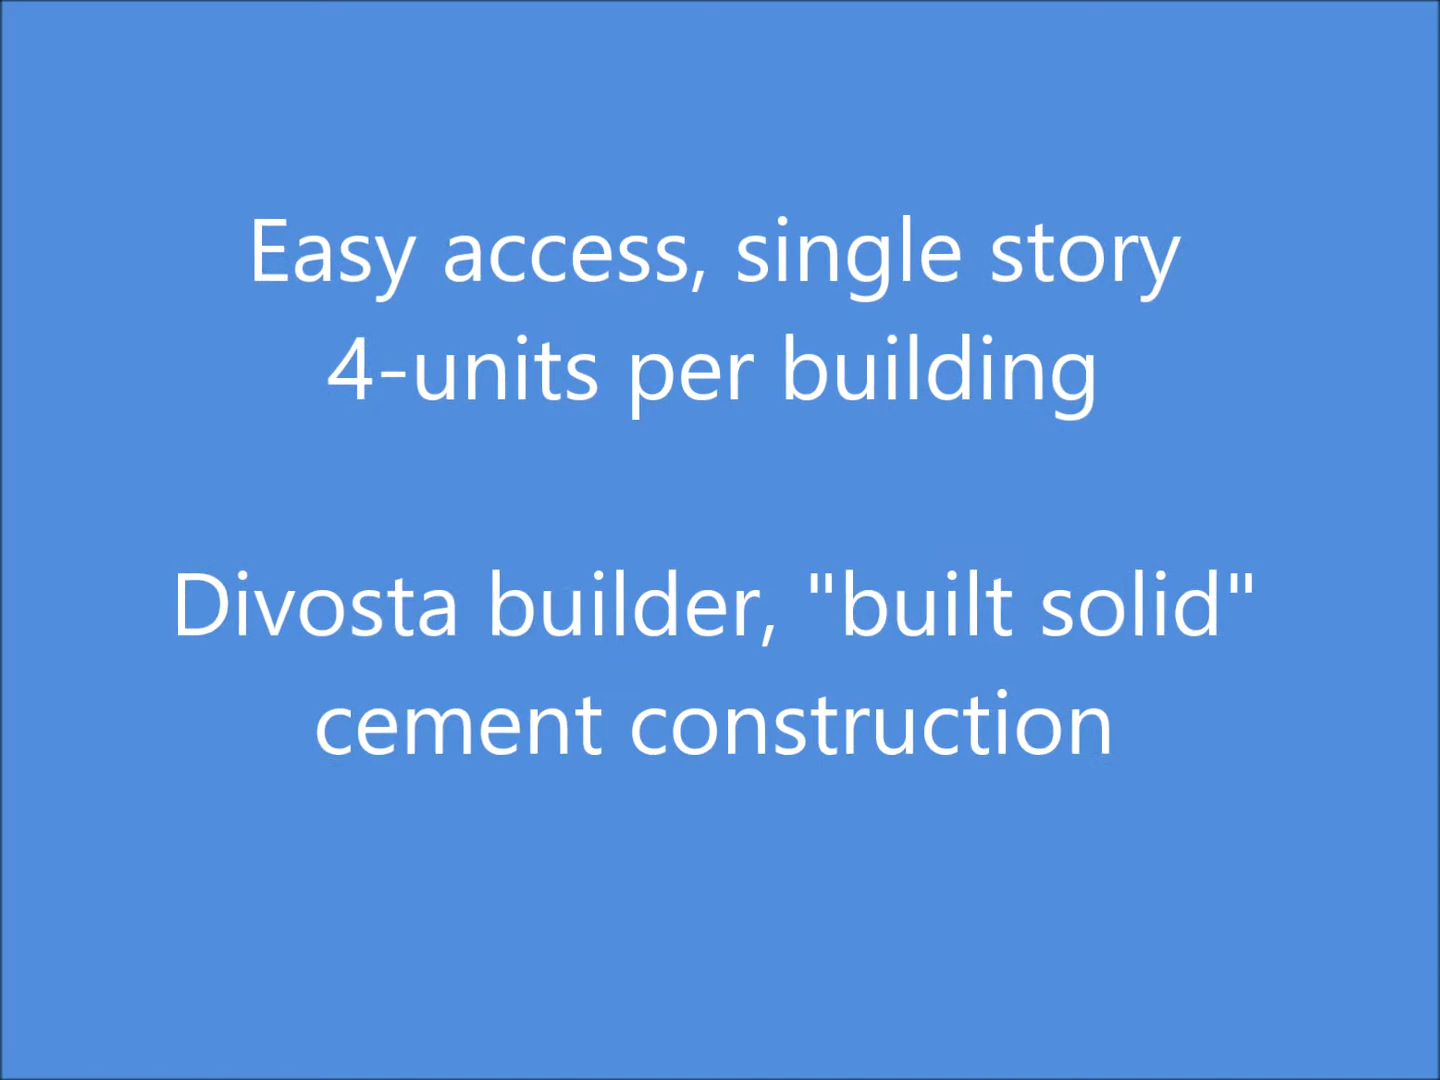 Easy access, single story
4-units per building
Divosta builder, "built solid"
cement construction